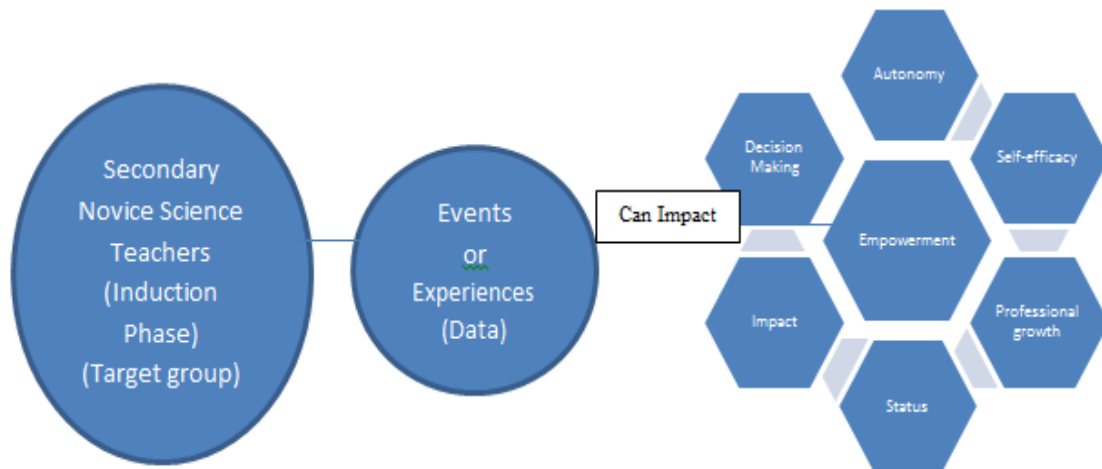 Secondary
Novice Science
Teachers
(Induction
Phase)
(Target group)
Events
or
Experiences
(Data)
Can Impact
Autonomy
Decision
Making
Self-efficacy
Empowerment
Impact
Professional
growth
Status